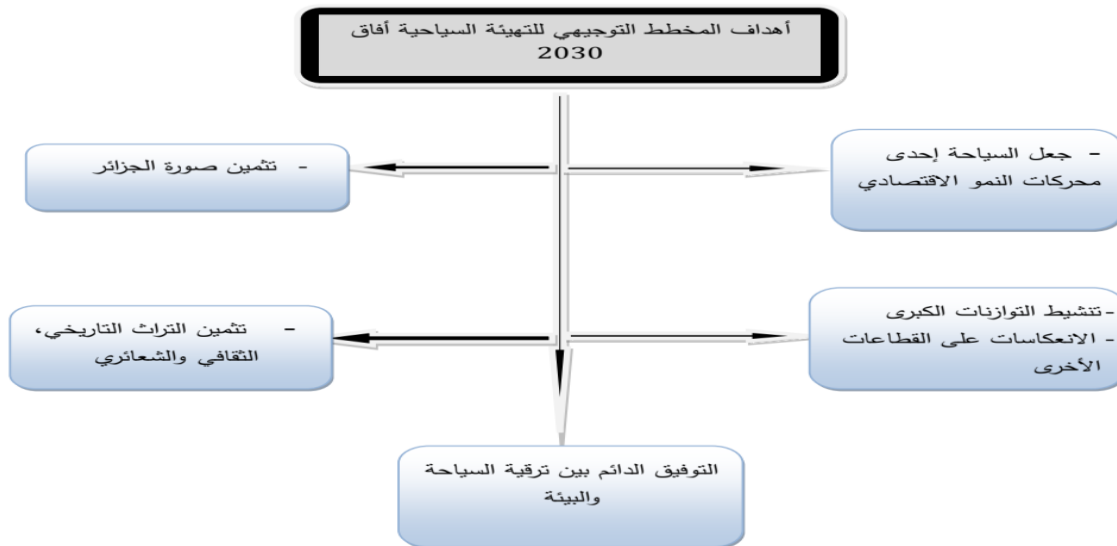 أهداف المخطط التوجيهي للتهيئة السياحية أفاق
2030
- جعل السياحة إحدى
محركات النمو الاقتصادي
- تثمين صورة الجزائر
-تنشيط التوازنات الكبرى
- الانعكاسات على القطاعات
الأخرى
- تثمين التراث التاريخي،
الثقافي والشعائري
التوفيق الدائم بين ترقية السياحة
والبيئة